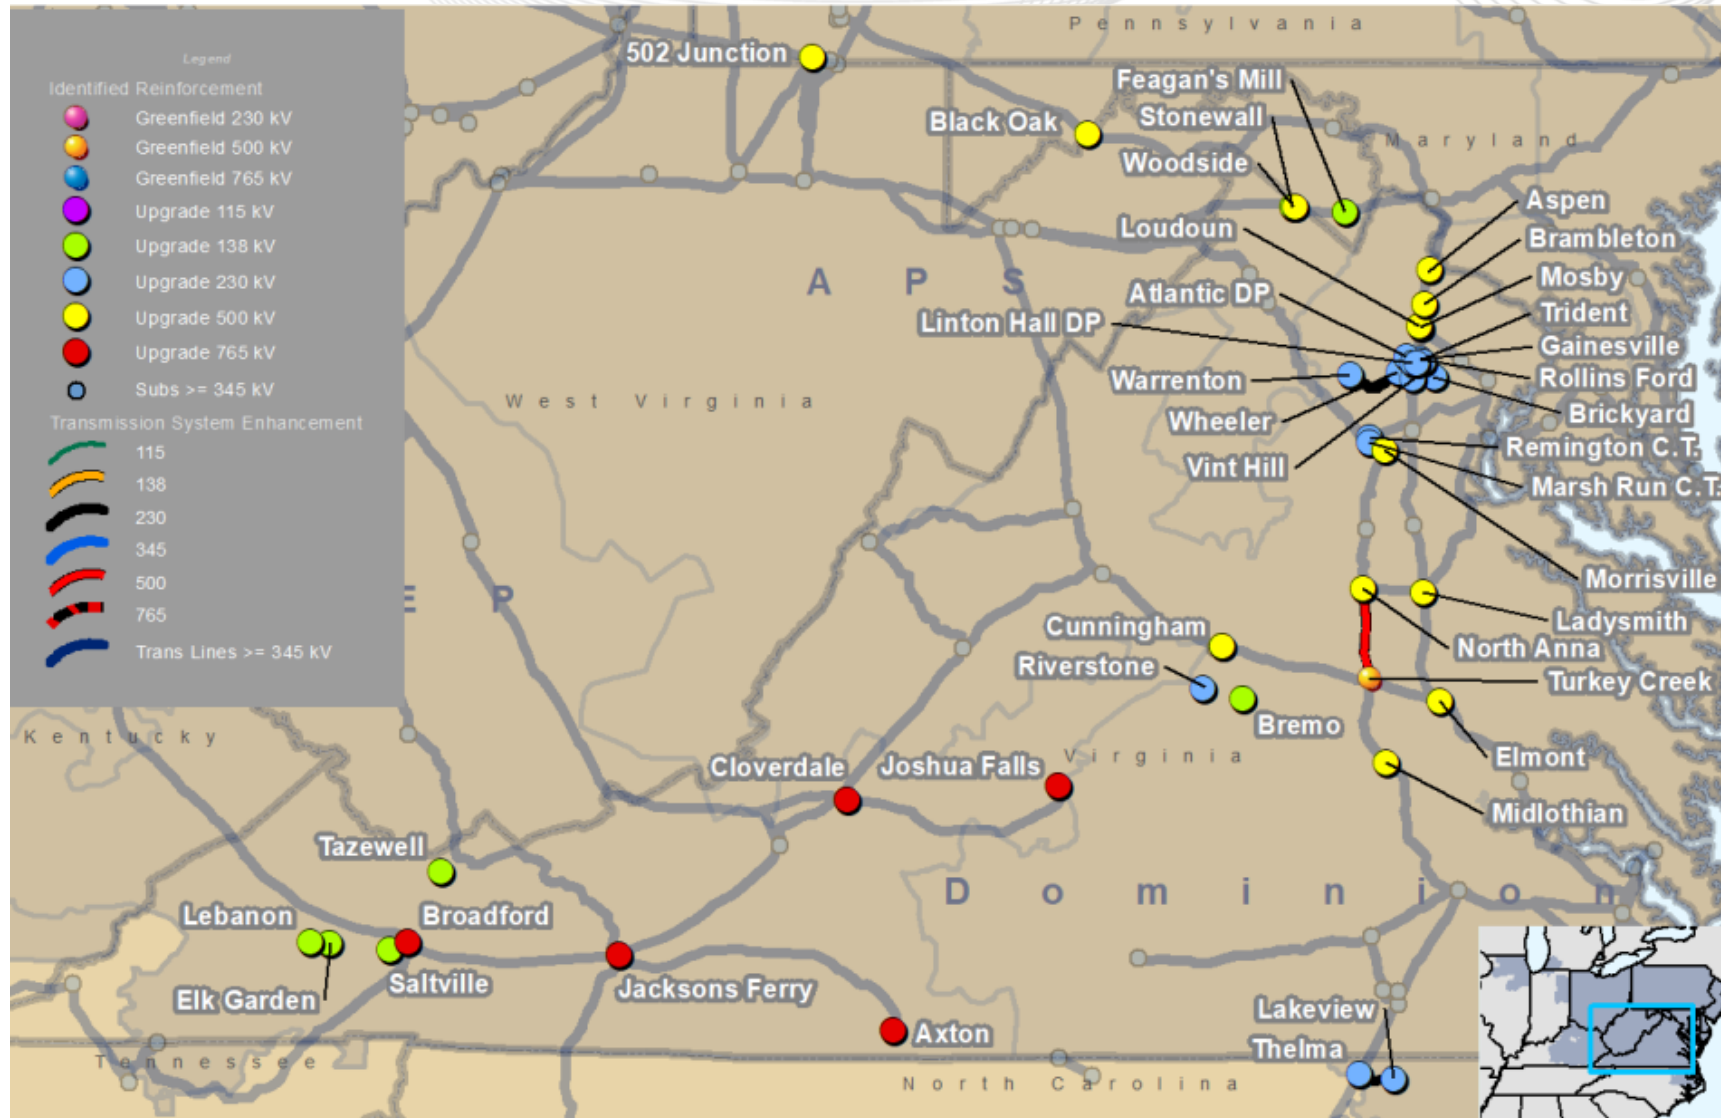 Legend
Identified Reinforcement
Greenfield 230 kV
Greenfield 500 kV
Greenfield 765 kV
Upgrade 115 kV
Upgrade 138 kV
Upgrade 230 kV
Upgrade 500 kV
Upgrade 765 kV
Subs >= 345 kV
Transmission System Enhancement
115
138
230
345
500
765
Trans Lines >= 345 kV
Pennsylvania
502 Junction
Feagan's Mill
Black Oak
Stonewall
Maryland
Woodside
Aspen
Loudoun
Brambleton
APS
Mosby
Atlantic DP
Trident
Linton Hall DP
Gainesville
Warrenton
Rollins Ford
West Virginia
Brickyard
Wheeler
Remington C.T.
Vint Hill
Marsh Run C.T.
Morrisville
EP
Ladysmith
Cunningham
North Anna
Riverstone
Turkey Creek
Bremo
Kentucky
Virginia
Elmont
Cloverdale
Joshua Falls
Midlothian
Tazewell
Dominion
Lebanon
Broadford
Saltville
Elk Garden
Jacksons Ferry
Lakeview
Axton
Thelma
Tennessee
North Carolina